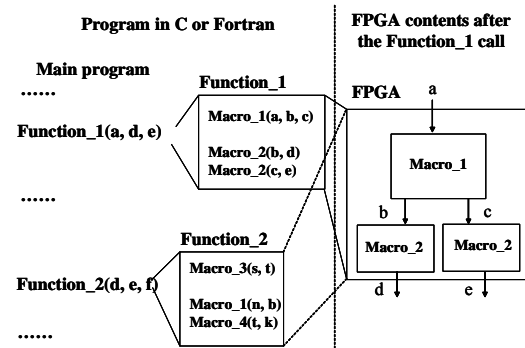 Program in C or Fortran
FPGA contents after
the Function_1 call
Main program
......
Function_1(a, d, e)
......
Function_2(d, e, f)
......
Function_1
Macro_1(a, b, c)
Macro_2(b, d)
Macro_2(c, e)
Function_2
Macro_3(s, t)
Macro_1(n, b)
Macro_4(t, k)
FPGA
a
Macro_1
b
c
Macro_2
Macro_2
d
e